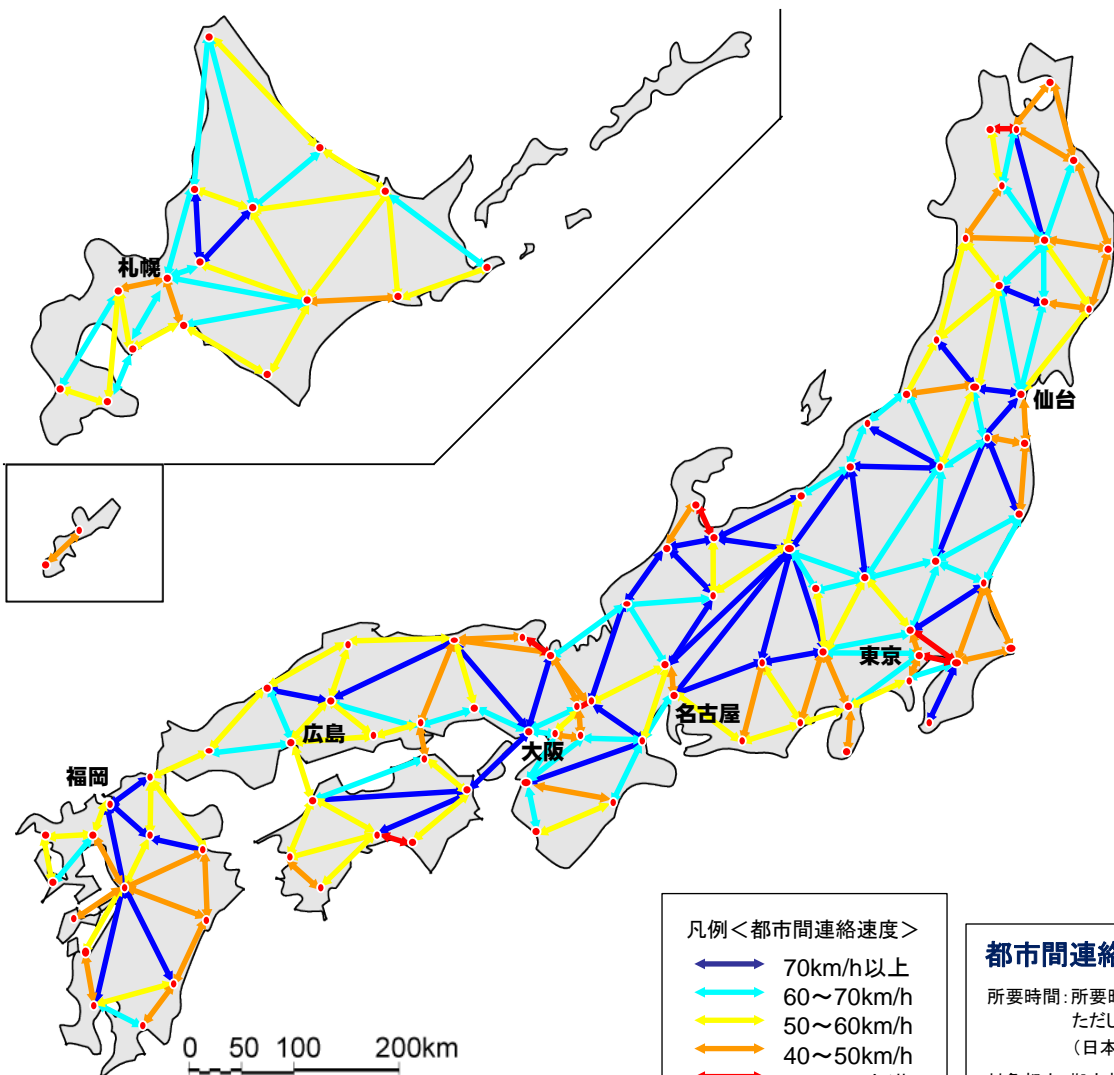 札幌
仙台
東京
名古屋
大阪
広島
福岡
凡例＜都市間連絡速度＞
70km/h以上
60～70km/h
50～60km/h
40～50km/h
都市間連絡
所要時間：所要時
ただし
（日本
0 50 100 200km